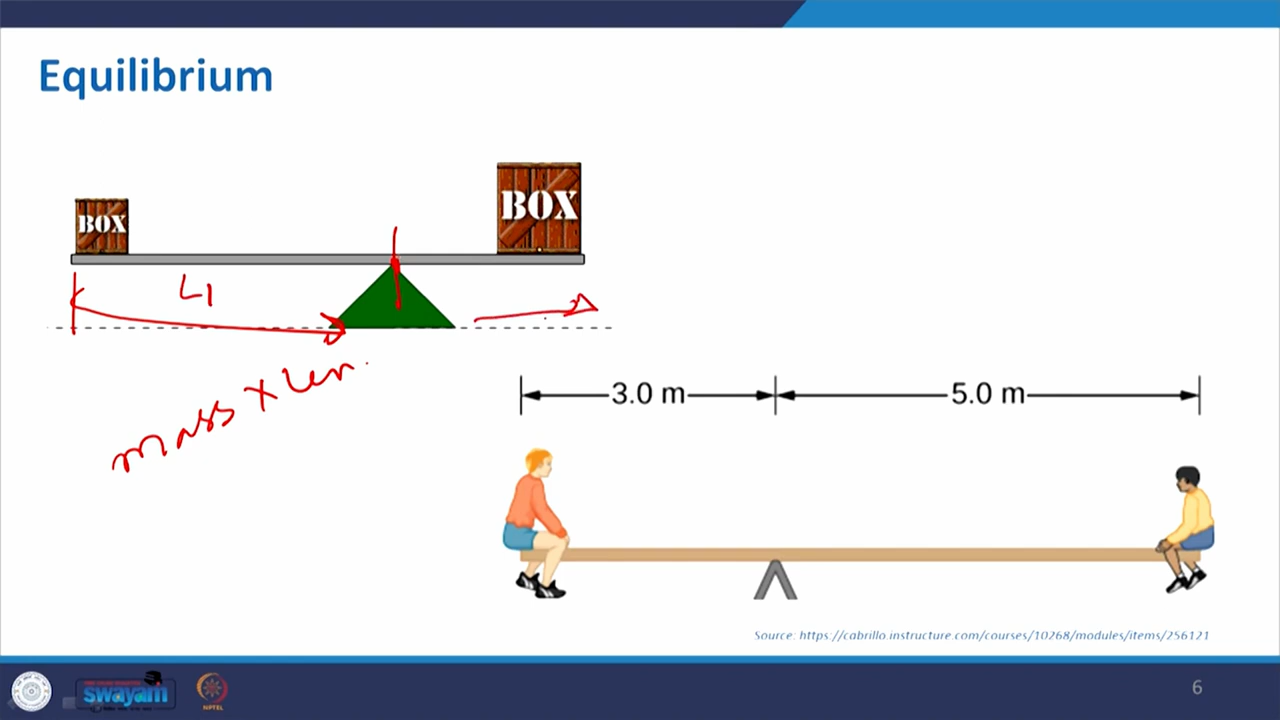 Equilibrium
BOX
BOX
L1
mass x Len.
3.0 m
5.0 m
Source: https://cabrillo.instructure.com/courses/10268/modules/items/256121
swayam
NPTEL
6